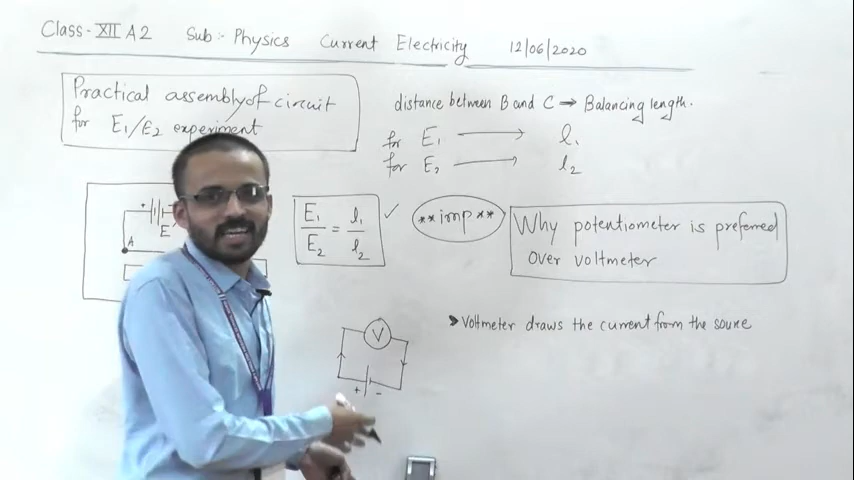 Class-XII A2 Sub:- Physics Current Electricity 12/06/2020
Practical assembly of circuit
for E1/E2 experiment
distance between B and C → Balancing length.
for E1 → l1
for E2 → l2
+ E
A
E1/E2 = l1/l2 ✓
**imp**
Why potentiometer is preferred
over voltmeter
V
+ -
Voltmeter draws the current from the sourse